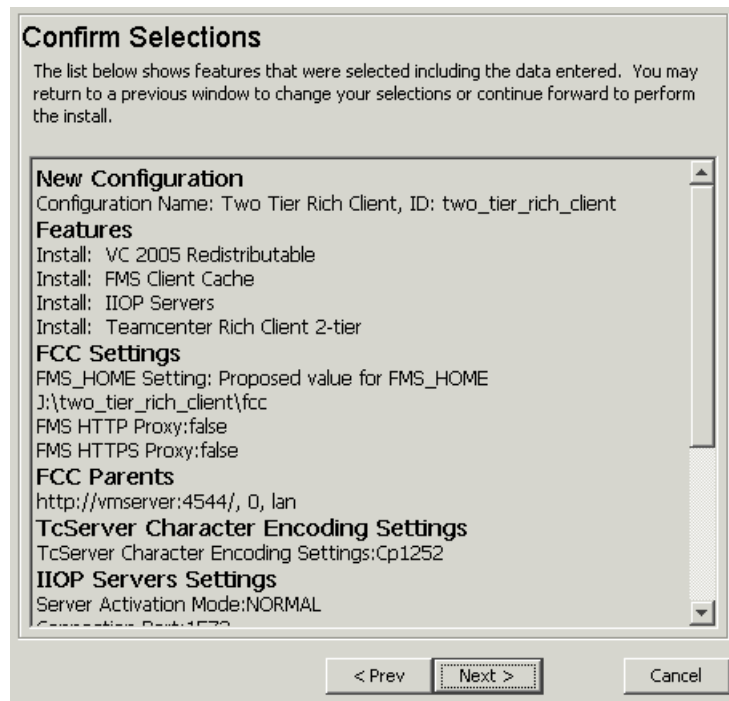 Confirm Selections
The list below shows features that were selected including the data entered.  You may
return to a previous window to change your selections or continue forward to perform
the install.
New Configuration
Configuration Name: Two Tier Rich Client, ID: two_tier_rich_client
Features
Install:  VC 2005 Redistributable
Install:  FMS Client Cache
Install:  IIOP Servers
Install:  Teamcenter Rich Client 2-tier
FCC Settings
FMS_HOME Setting: Proposed value for FMS_HOME
J:\two_tier_rich_client\fcc
FMS HTTP Proxy:false
FMS HTTPS Proxy:false
FCC Parents
http://vmserver:4544/, 0, lan
TcServer Character Encoding Settings
TcServer Character Encoding Settings:Cp1252
IIOP Servers Settings
Server Activation Mode:NORMAL
< Prev Next > Cancel